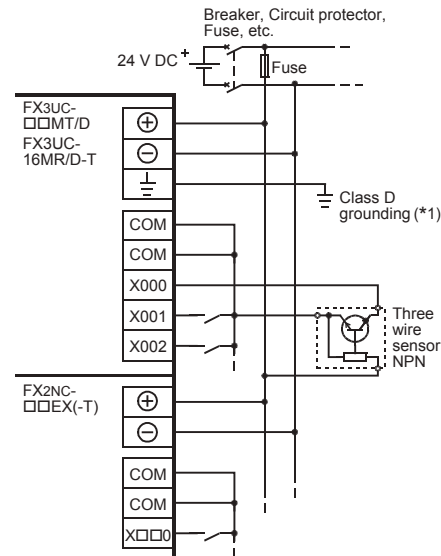 Breaker, Circuit protector,
Fuse, etc.
24 V DC
+
Fuse
FX3UC-
□□MT/D
FX3UC-
16MR/D-T
+
−
Class D
grounding (*1)
COM
COM
X000
X001
X002
Three
wire
sensor
NPN
FX2NC-
□□EX(-T)
+
−
COM
COM
X□□0